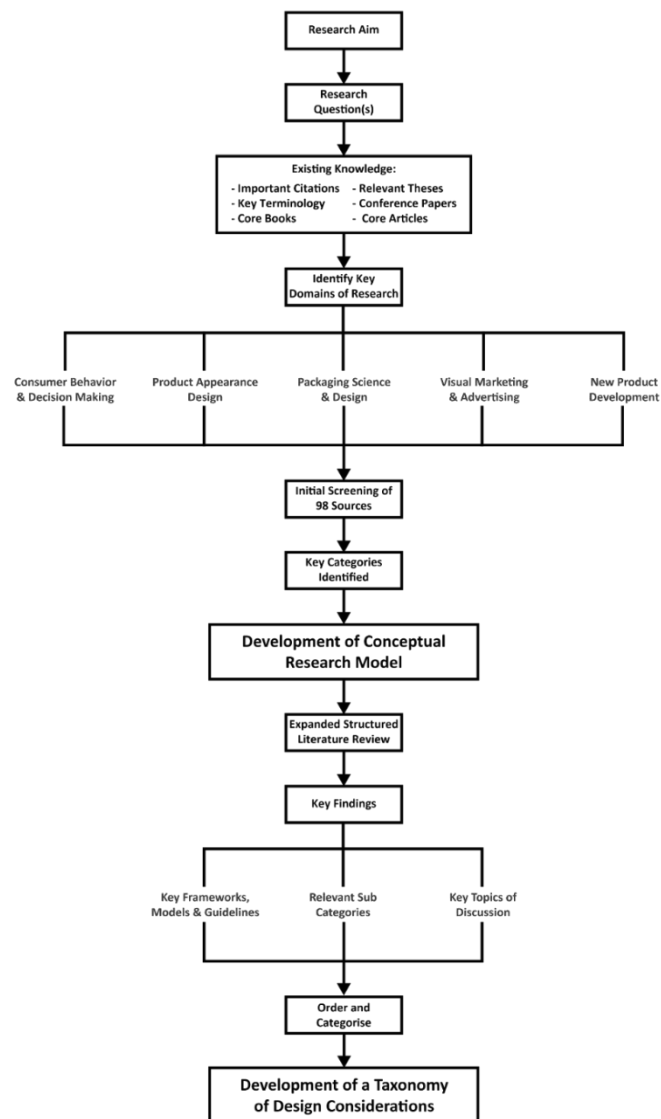 Research Aim
Research
Question(s)
Existing Knowledge:
- Important Citations
- Key Terminology
- Core Books
- Relevant Theses
- Conference Papers
- Core Articles
Identify Key
Domains of Research
Consumer Behavior
& Decision Making
Product Appearance
Design
Packaging Science
& Design
Visual Marketing
& Advertising
New Product
Development
Initial Screening of
98 Sources
Key Categories
Identified
Development of Conceptual
Research Model
Expanded Structured
Literature Review
Key Findings
Key Frameworks,
Models & Guidelines
Relevant Sub
Categories
Key Topics of
Discussion
Order and
Categorise
Development of a Taxonomy
of Design Considerations